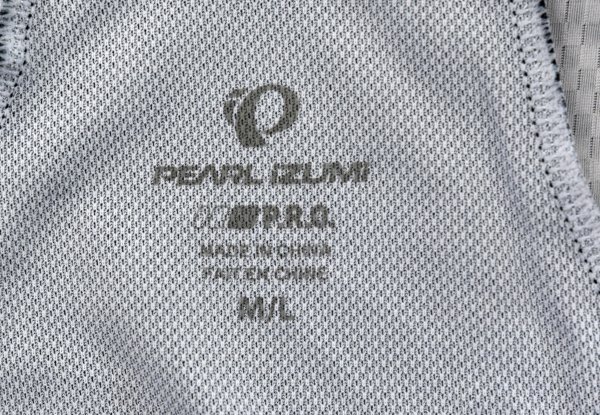 PEARL IZUMI
P.R.O.
MADE IN CHINA
FAIT EN CHINE
M/L